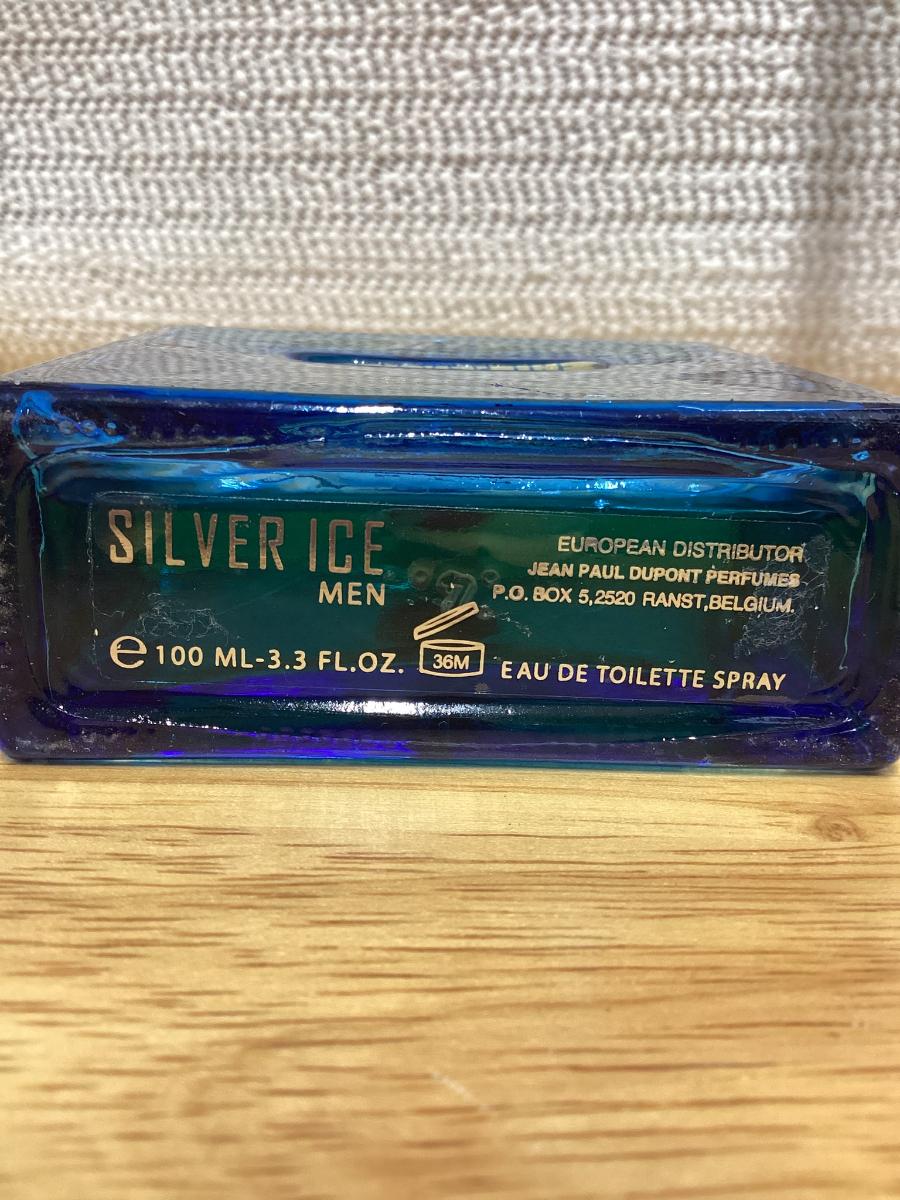 SILVER ICE
MEN
EUROPEAN DISTRIBUTOR
JEAN PAUL DUPONT PERFUMES
P.O. BOX 5,2520 RANST,BELGIUM.
℮ 100 ML-3.3 FL.OZ.
36M
EAU DE TOILETTE SPRAY